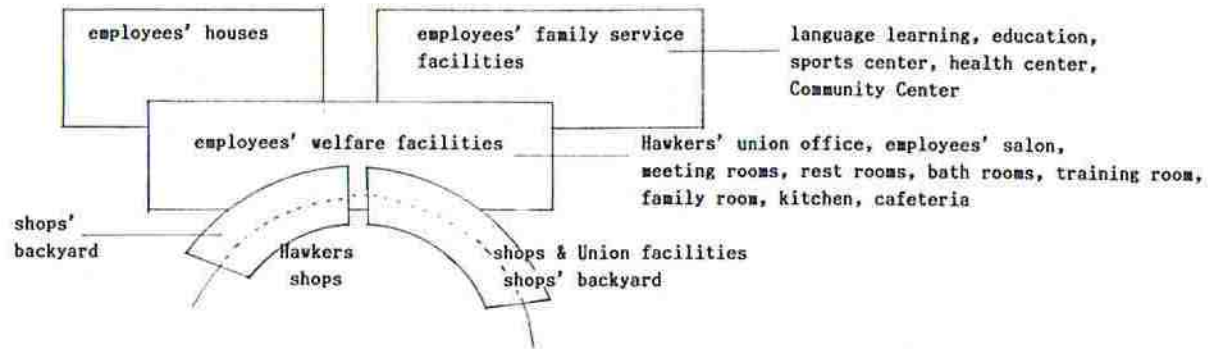 employees' houses
employees' family service
facilities
language learning, education,
sports center, health center,
Community Center
employees' welfare facilities
Hawkers' union office, employees' salon,
meeting rooms, rest rooms, bath rooms, training room,
family room, kitchen, cafeteria
shops'
backyard
Hawkers
shops
shops & Union facilities
shops' backyard